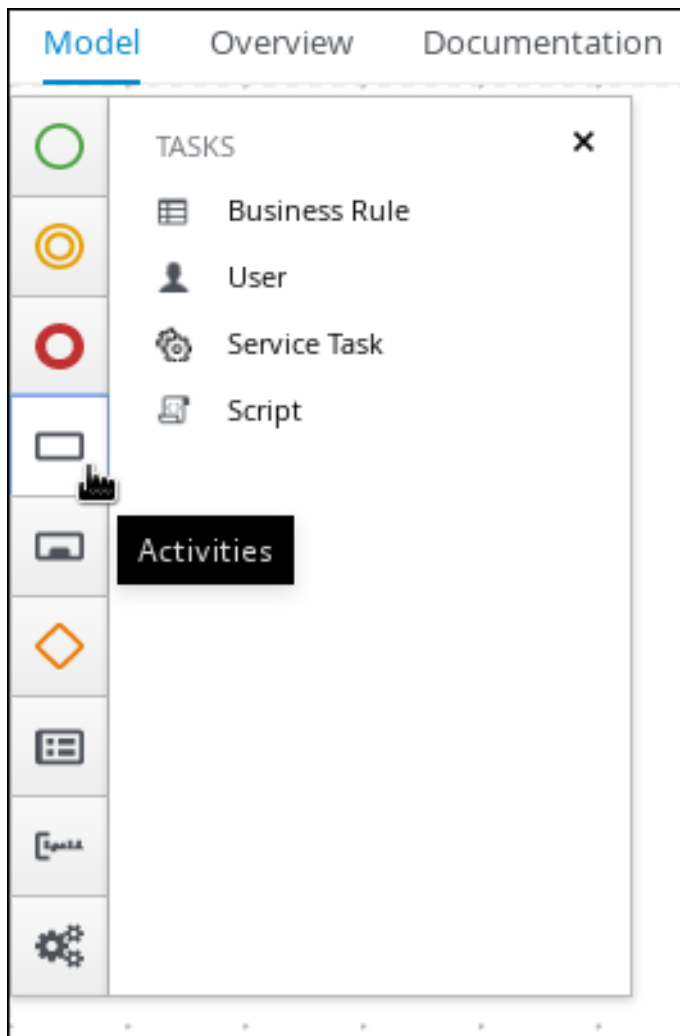 Model Overview Documentation
TASKS
Business Rule
User
Service Task
Script
Activities